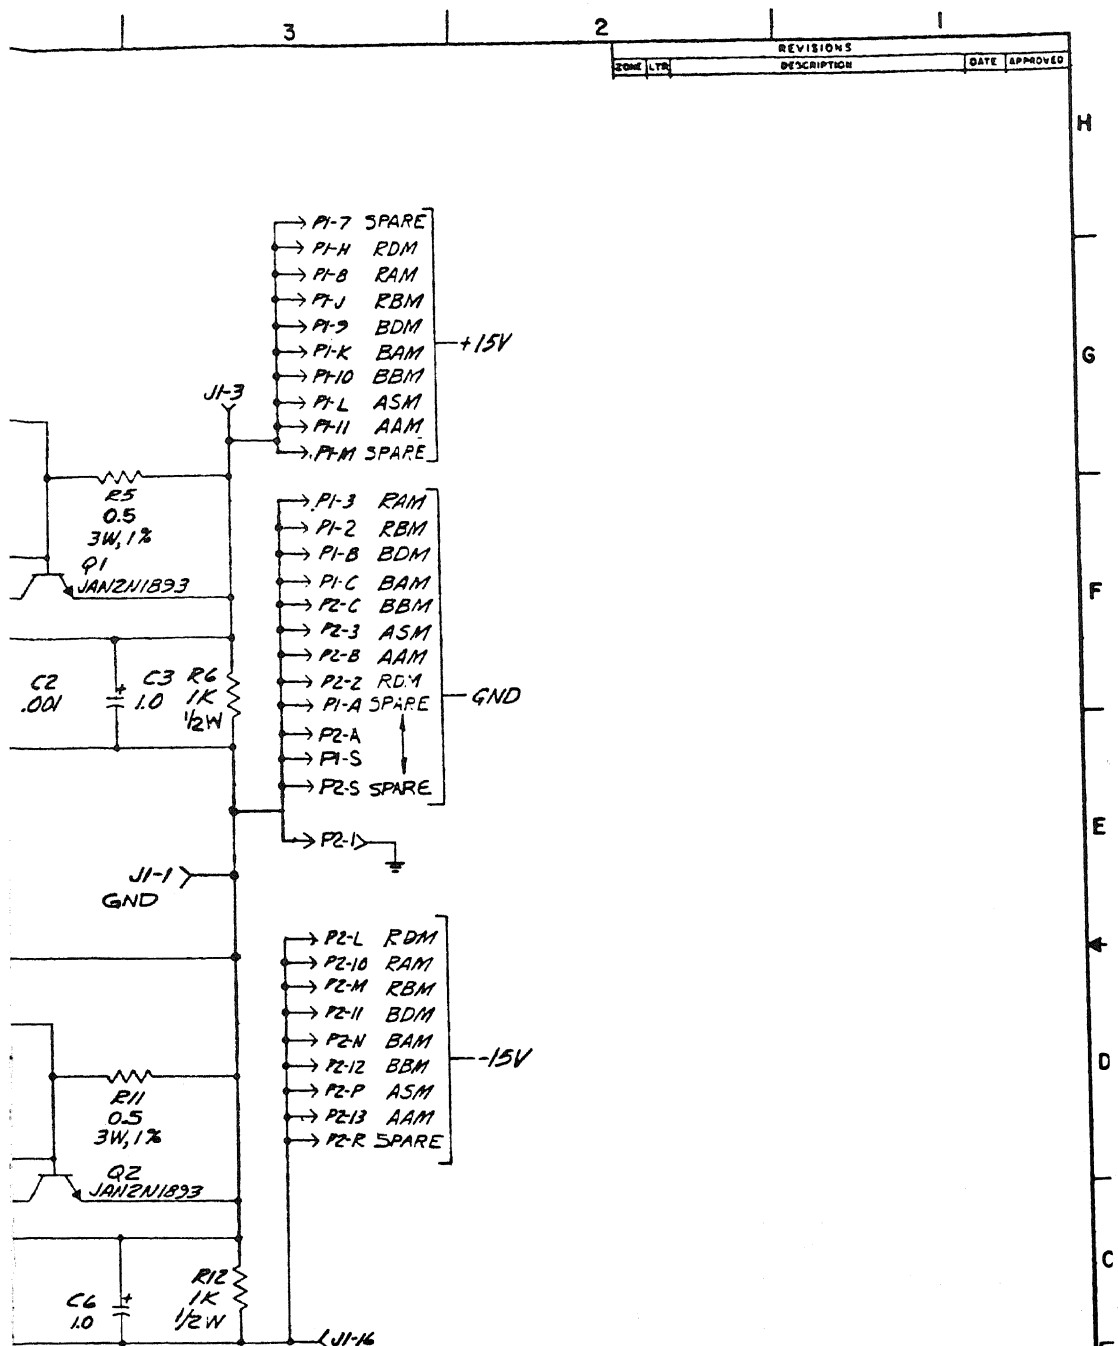 3 2 1
REVISIONS
ZONE LTR DESCRIPTION DATE APPROVED
H
P1-7 SPARE
P1-H RDM
P1-8 RAM
P1-J RBM
P1-9 BDM
P1-K BAM
P1-10 BBM
P1-L ASM
P1-11 AAM
P1-M SPARE
+15V
G
J1-3
R5
0.5
3W, 1%
Q1
JAN2N1893
P1-3 RAM
P1-2 RBM
P1-B BDM
P1-C BAM
P2-C BBM
P2-3 ASM
P2-B AAM
P2-2 RDM
P1-A SPARE
P2-A
P1-S
P2-S SPARE
GND
F
C2
.001
C3
1.0
R6
1K
1/2W
P2-1
E
J1-1
GND
P2-L RDM
P2-10 RAM
P2-M RBM
P2-11 BDM
P2-N BAM
P2-12 BBM
P2-P ASM
P2-13 AAM
P2-R SPARE
-15V
D
R11
0.5
3W, 1%
Q2
JAN2N1893
C
C6
1.0
R12
1K
1/2W
J1-16